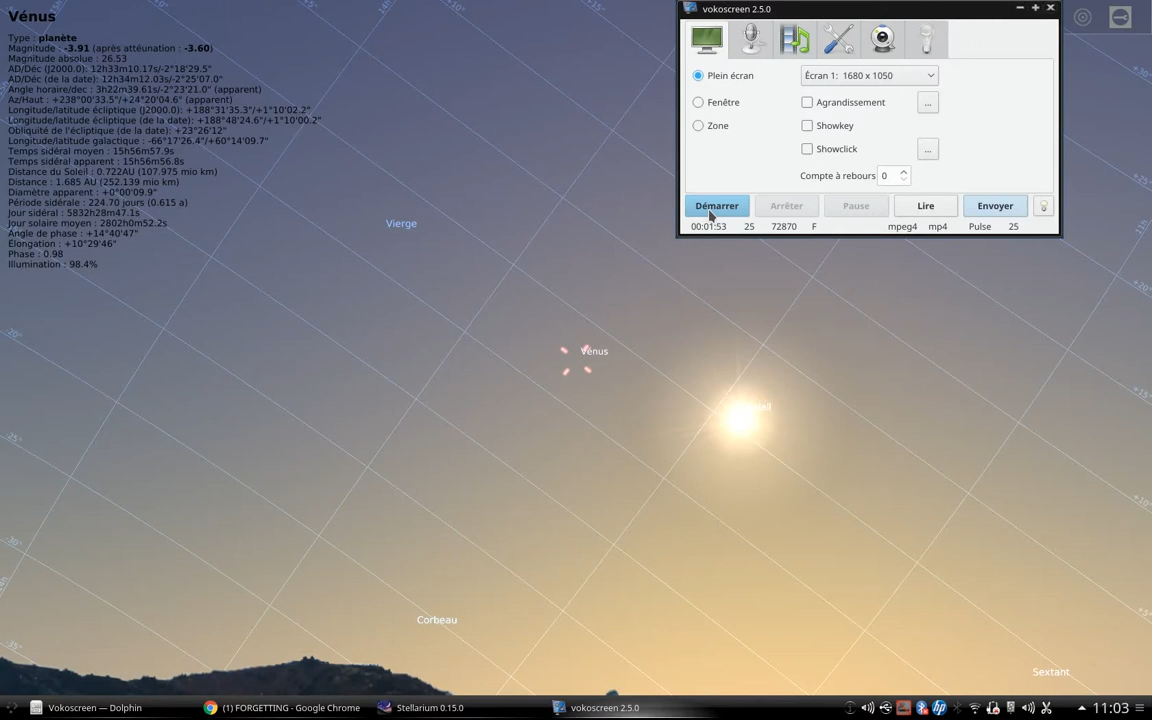 Vénus
Type : planète
Magnitude : -3.91 (après atténuation : -3.60)
Magnitude absolue : 26.53
AD/Déc (J2000.0) : 12h33m10.17s/-2°18'29.5"
AD/Déc (de la date) : 12h34m12.03s/-2°25'07.0"
Angle horaire/dec : 3h22m39.61s/-2°23'21.0" (apparent)
Az/Haut : +238°00'33.5"/+24°20'04.6" (apparent)
Longitude/latitude écliptique (J2000.0) : +188°31'35.3"/+1°10'02.2"
Longitude/latitude écliptique (de la date) : +188°48'24.6"/+1°10'00.2"
Obliquité de l'écliptique (de la date) : +23°26'12"
Longitude/latitude galactique : -66°17'26.4"/+60°14'09.7"
Temps sidéral moyen : 15h56m57.9s
Temps sidéral apparent : 15h56m56.8s
Distance du Soleil : 0.722AU (107.975 mio km)
Distance : 1.685 AU (252.139 mio km)
Diamètre apparent : +0°00'09.9"
Période sidérale : 224.70 jours (0.615 a)
Jour sidéral : 5832h28m47.1s
Jour solaire moyen : 2802h0m52.2s
Angle de phase : +14°40'47"
Élongation : +10°29'46"
Phase : 0.98
Illumination : 98.4%
vokoscreen 2.5.0
Plein écran
Écran 1: 1680 x 1050
Fenêtre
Agrandissement
...
Zone
Showkey
Showclick
...
Compte à rebours
0
Démarrer
Arrêter
Pause
Lire
Envoyer
00:01:53 25 72870 F mpeg4 mp4 Pulse 25
Vierge
Vénus
Corbeau
Sextant
Vokoscreen — Dolphin
(1) FORGETTING - Google Chrome
Stellarium 0.15.0
vokoscreen 2.5.0
11:03